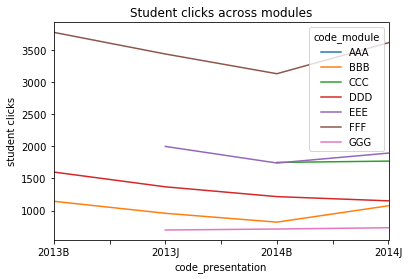 Student clicks across modules
code_module
AAA
BBB
CCC
DDD
EEE
FFF
GGG
3500
3000
2500
2000
1500
1000
student clicks
2013B
2013J
2014B
2014J
code_presentation